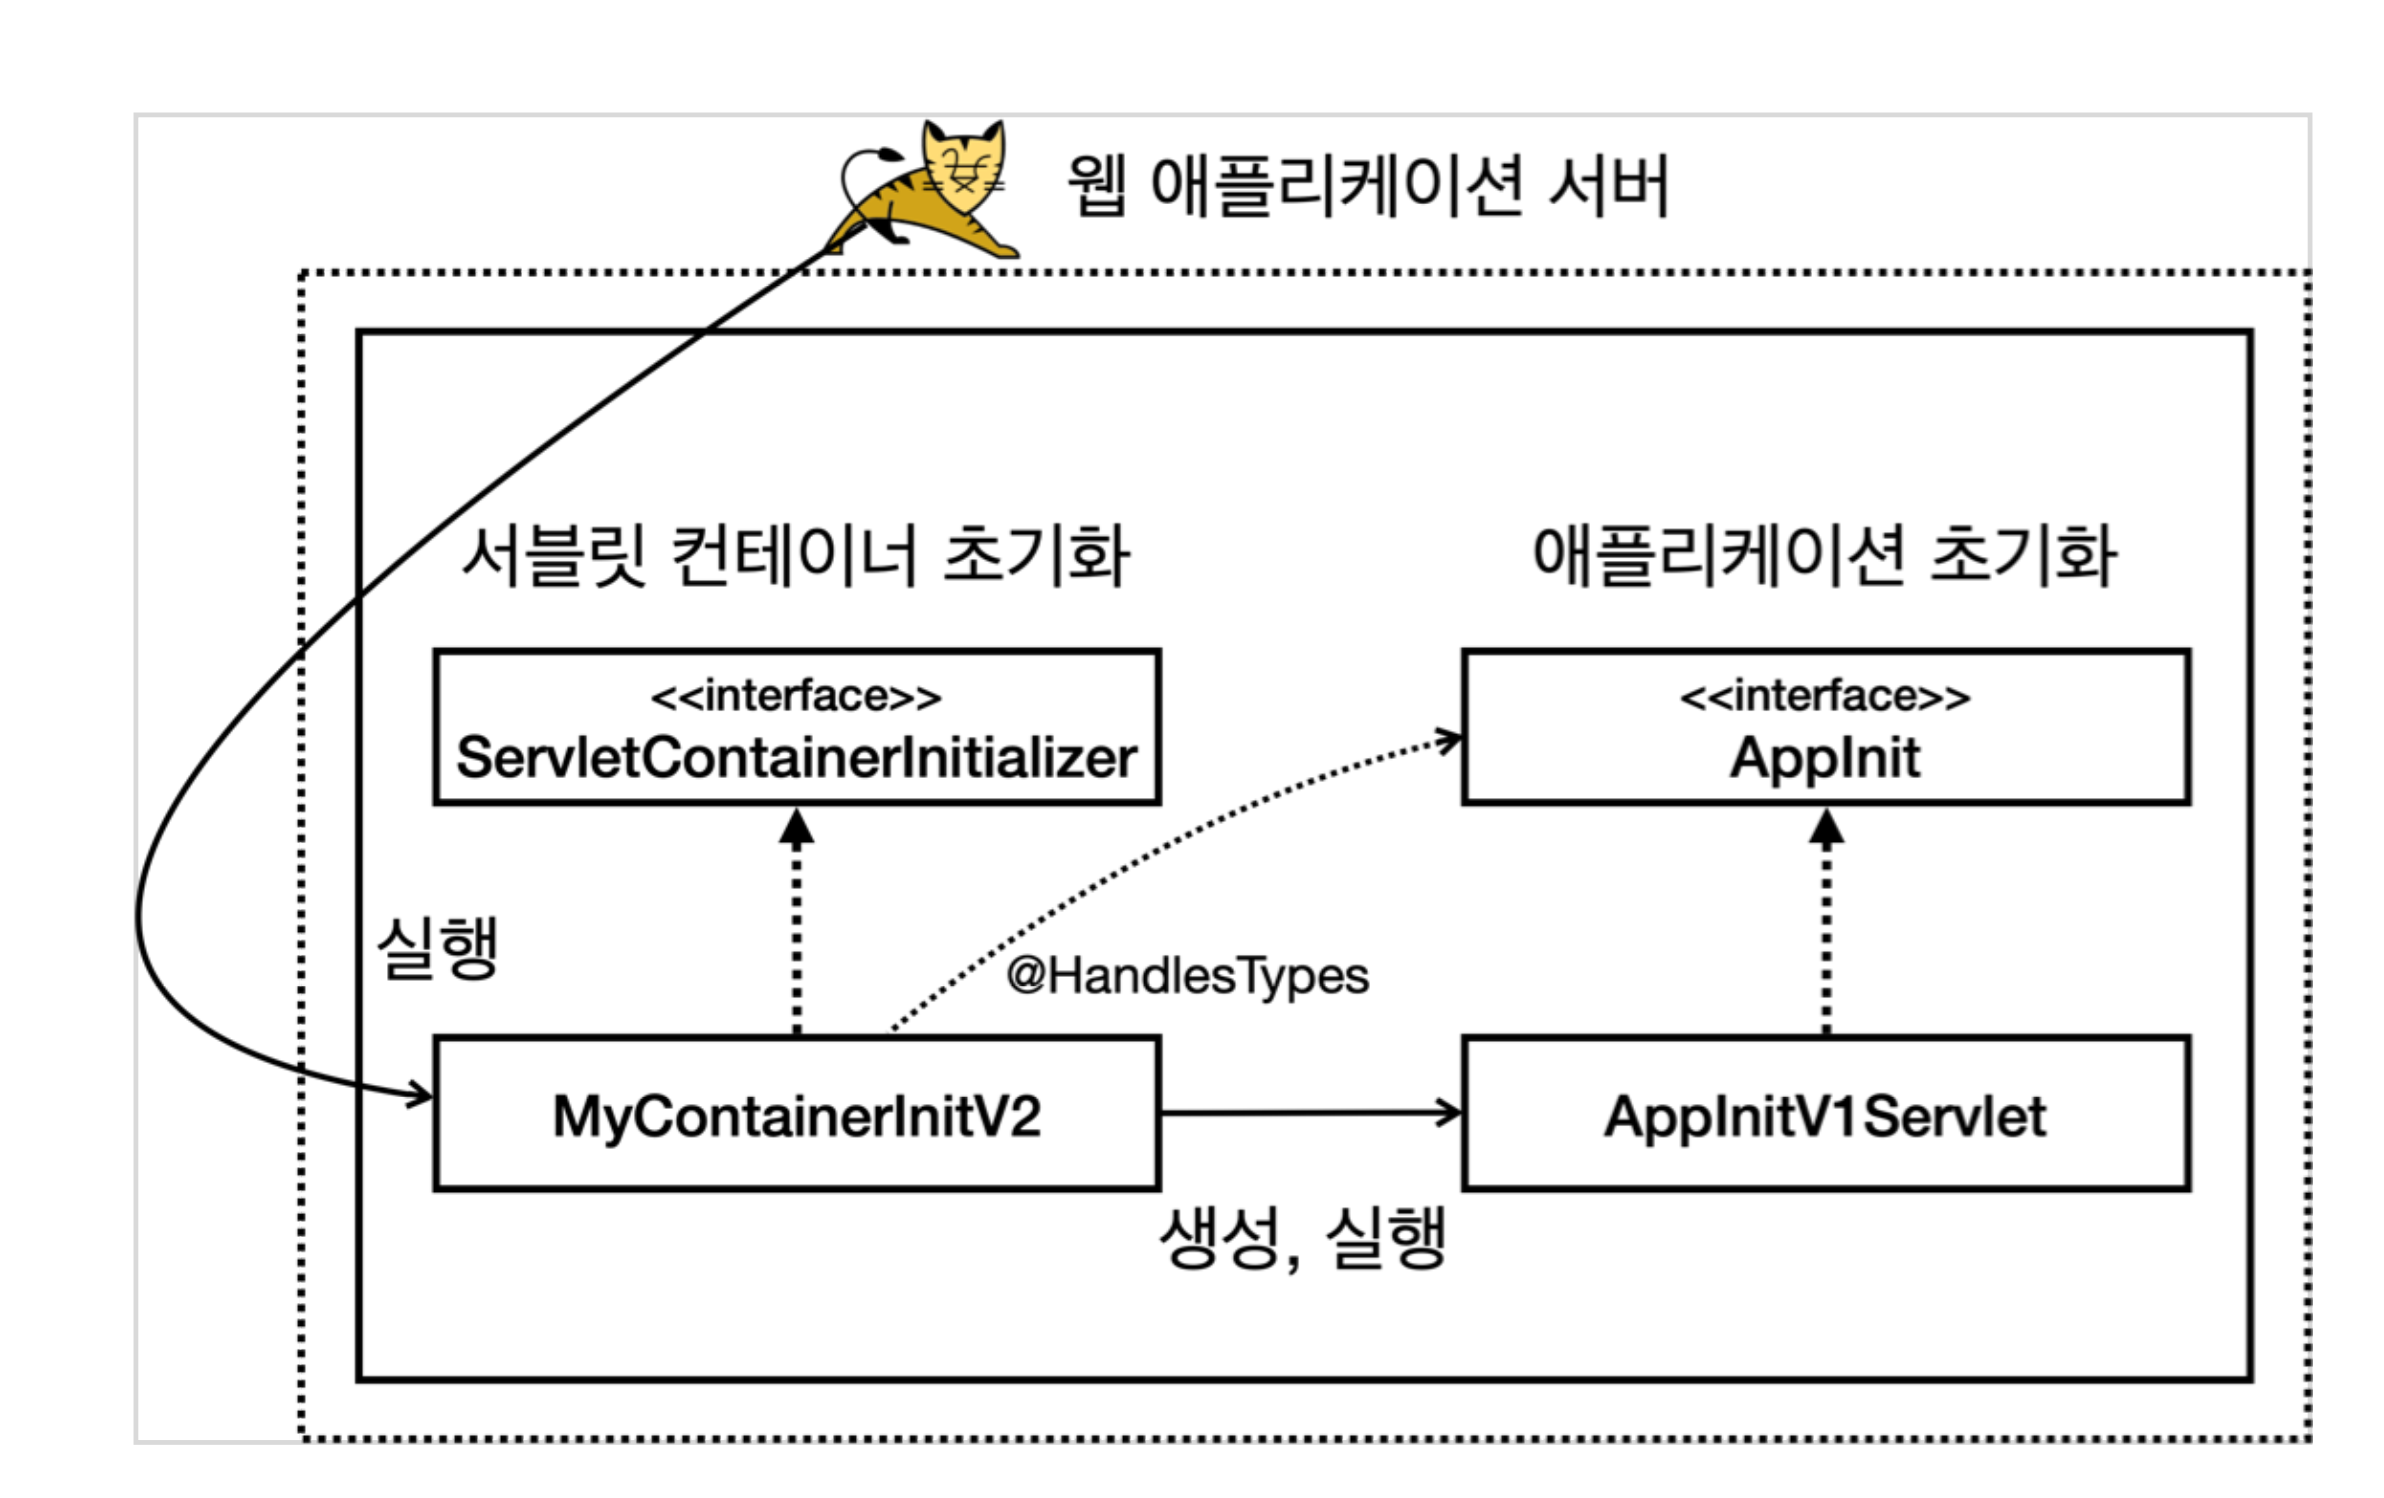 웹 애플리케이션 서버
서블릿 컨테이너 초기화
애플리케이션 초기화
<<interface>>
ServletContainerInitializer
<<interface>>
AppInit
실행
@HandlesTypes
MyContainerInitV2
AppInitV1Servlet
생성, 실행